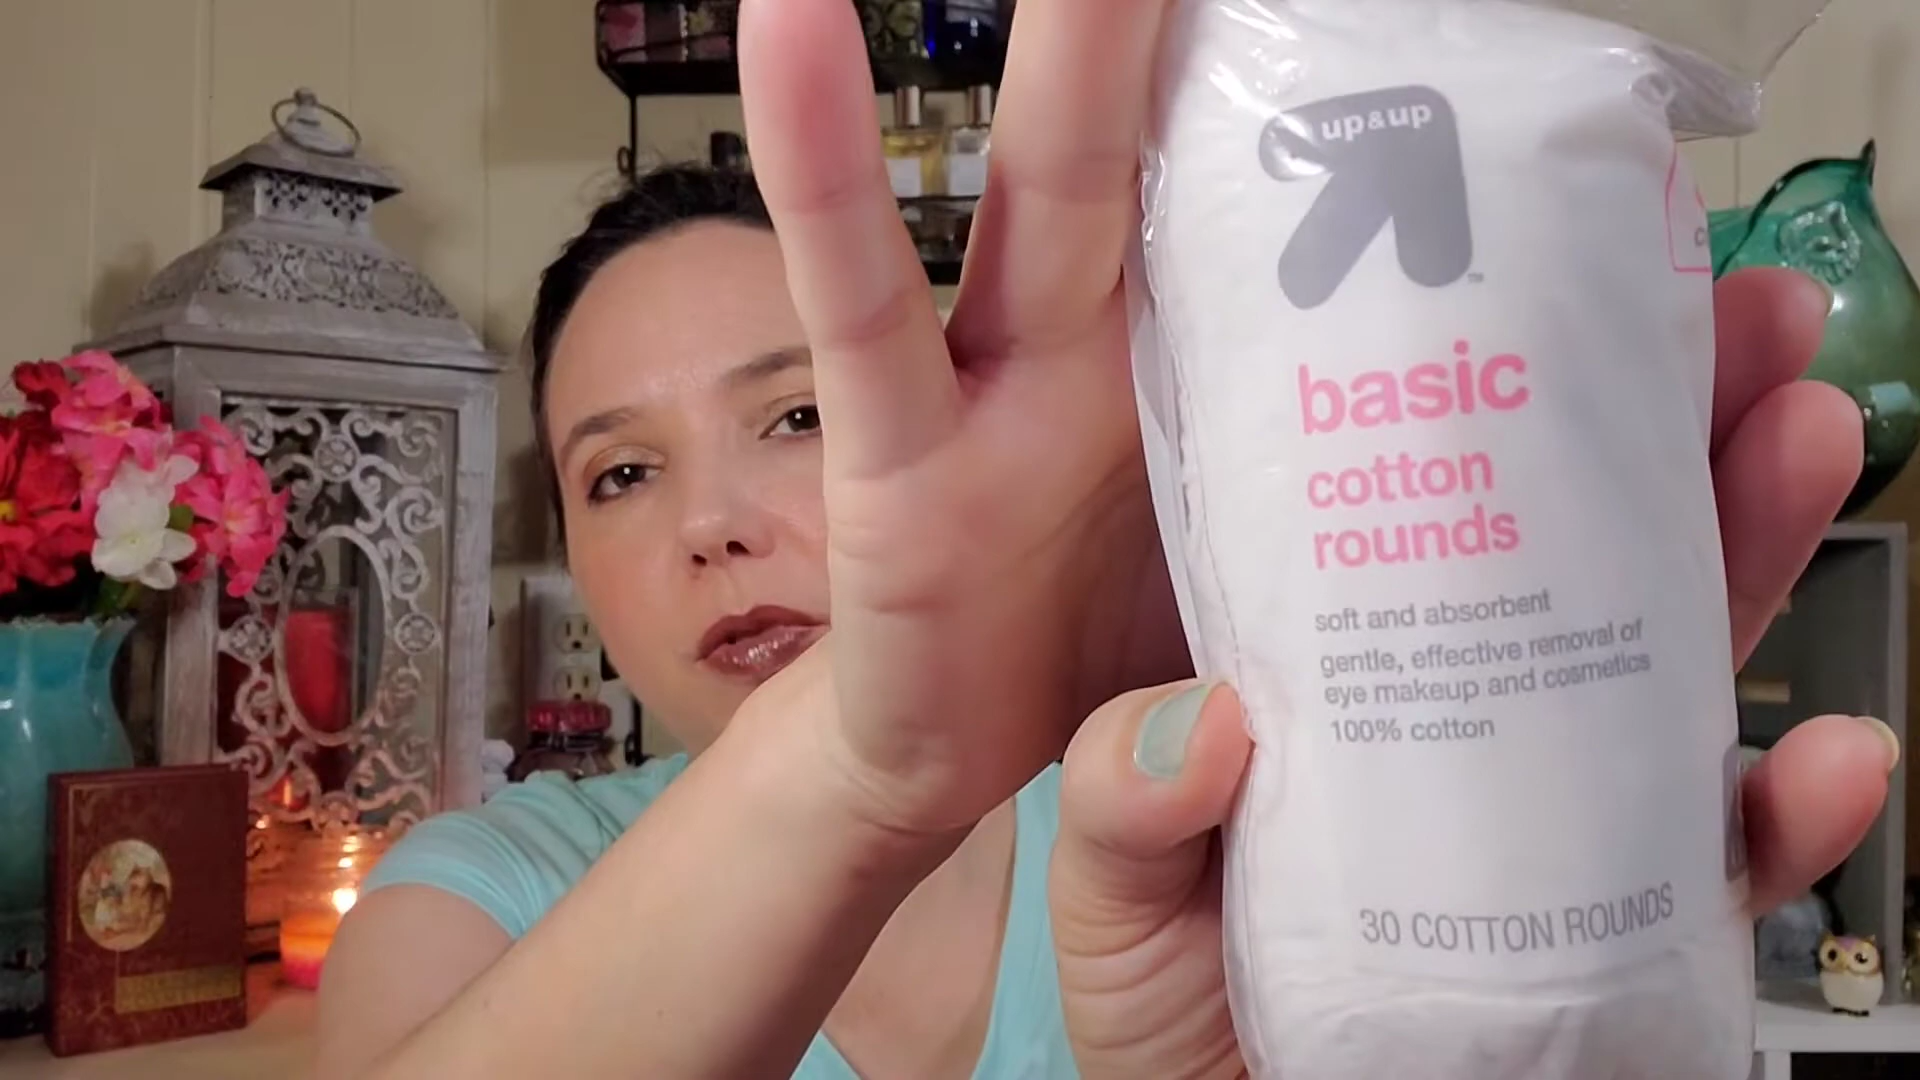 up&up
™
basic
cotton
rounds
soft and absorbent
gentle, effective removal of
eye makeup and cosmetics
100% cotton
30 COTTON ROUNDS